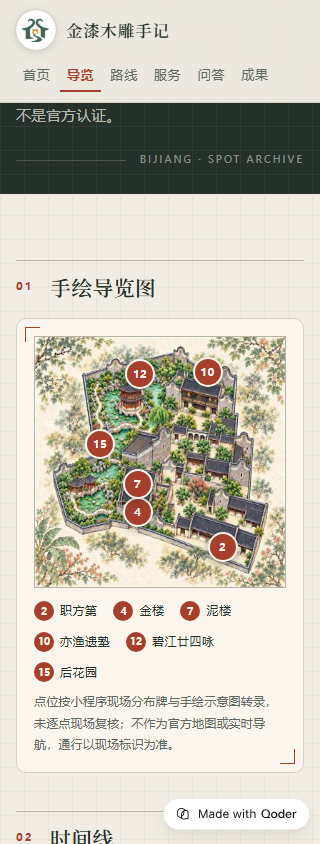 金漆木雕手记
首页 导览 路线 服务 问答 成果
不是官方认证。
BIJIANG · SPOT ARCHIVE
01 手绘导览图
12
10
15
7
4
2
2 职方第 4 金楼 7 泥楼
10 亦渔遗塾 12 碧江廿四咏
15 后花园
点位按小程序现场分布牌与手绘示意图转录，
未逐点现场复核；不作为官方地图或实时导
航，通行以现场标识为准。
Made with Qoder
02 时间线